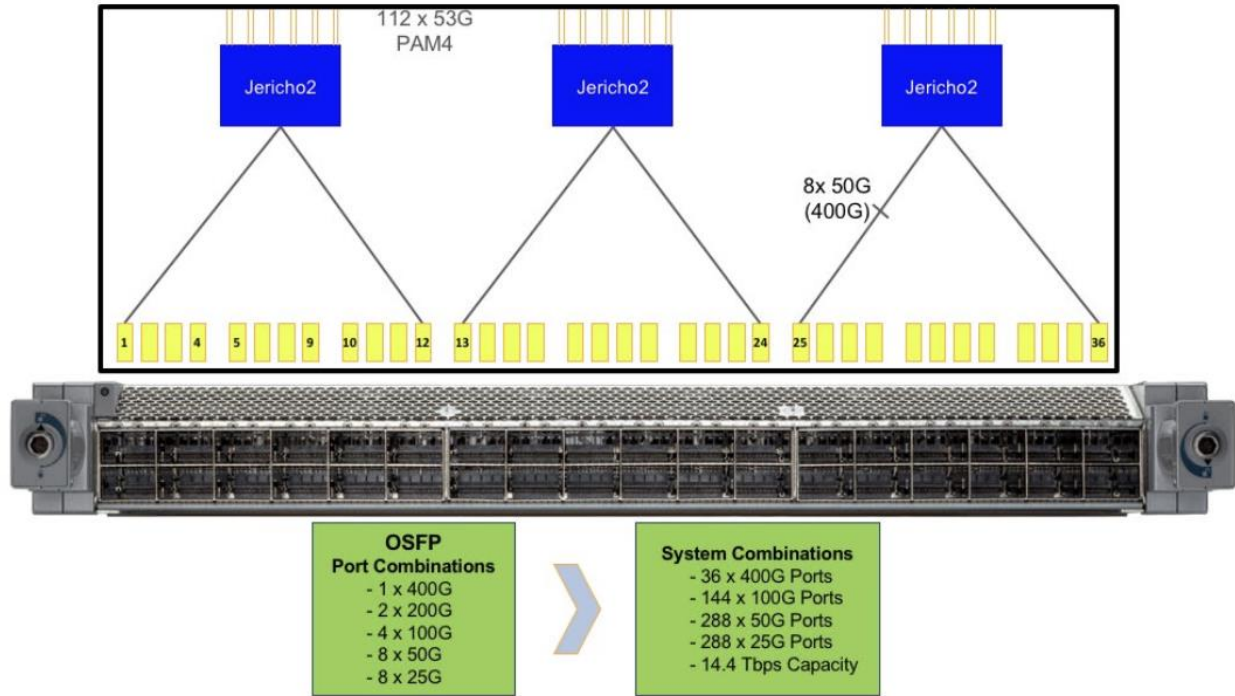 112 x 53G
PAM4
Jericho2
Jericho2
Jericho2
8x 50G
(400G)
1 4 5 9 10 12 13 24 25 36
OSFP
Port Combinations
- 1 x 400G
- 2 x 200G
- 4 x 100G
- 8 x 50G
- 8 x 25G
System Combinations
- 36 x 400G Ports
- 144 x 100G Ports
- 288 x 50G Ports
- 288 x 25G Ports
- 14.4 Tbps Capacity